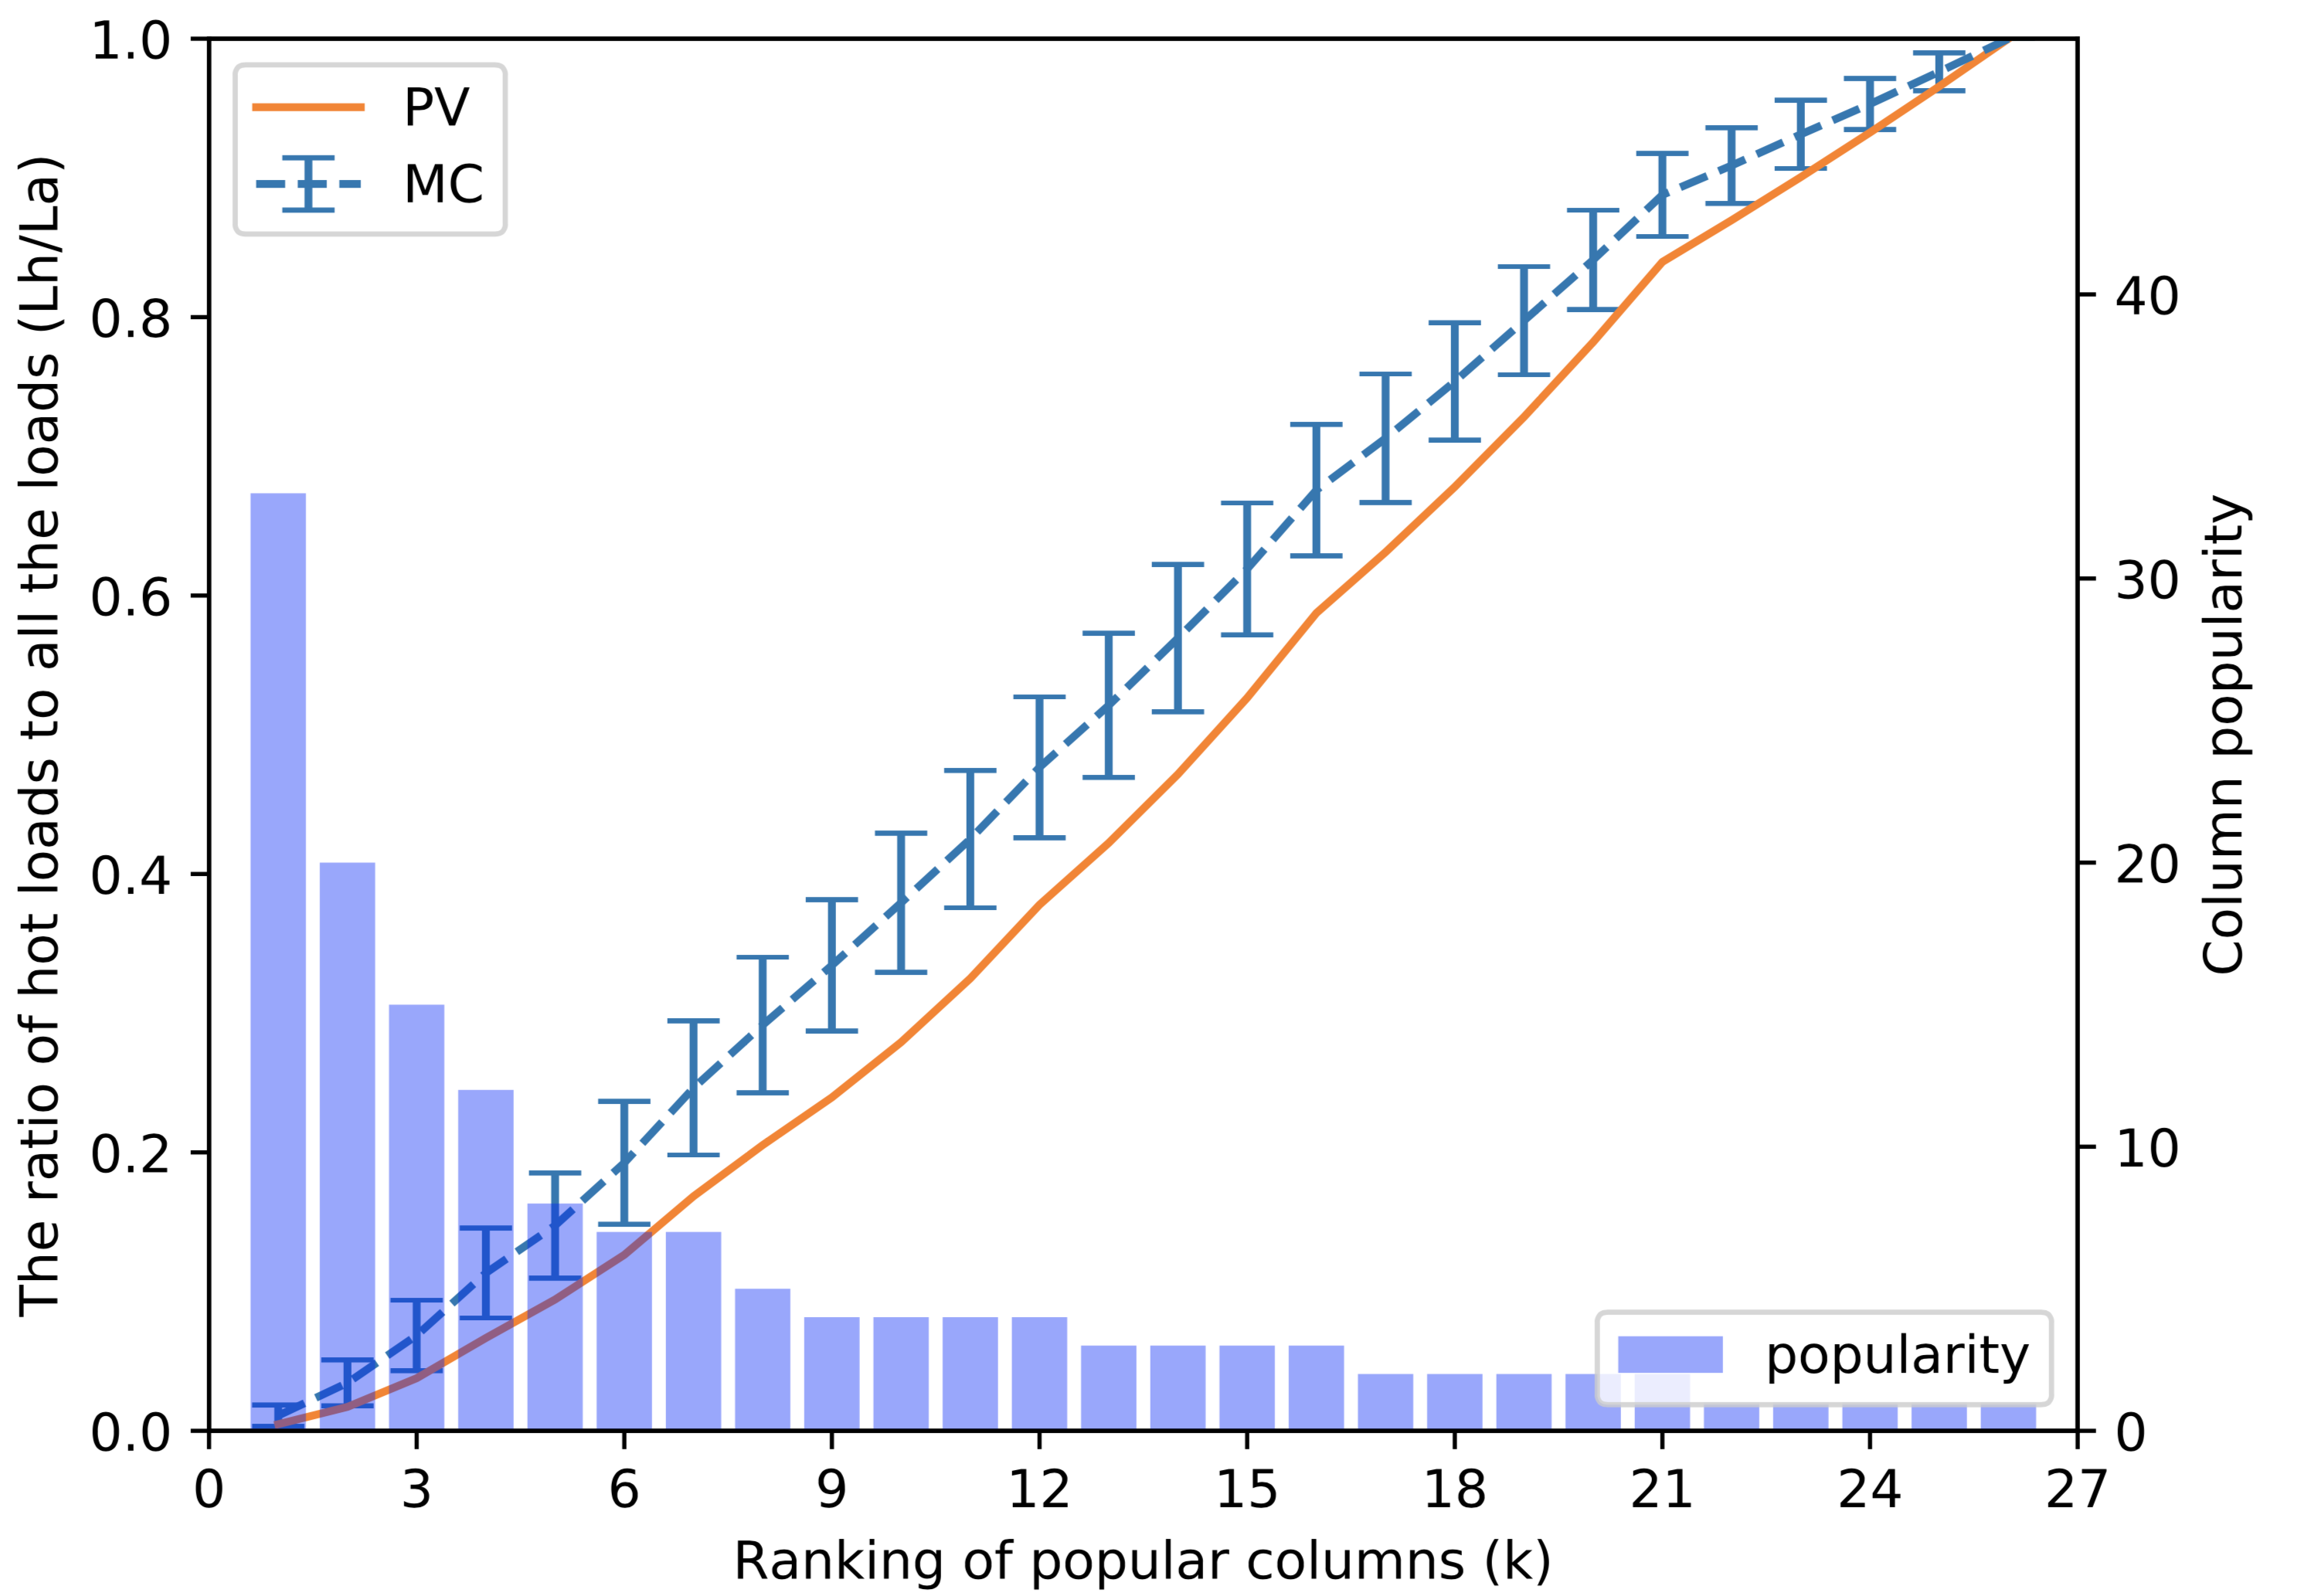 1.0
0.8
0.6
0.4
0.2
0.0
The ratio of hot loads to all the loads (Lh/La)
PV
MC
40
30
20
10
0
Column popularity
popularity
0 3 6 9 12 15 18 21 24 27
Ranking of popular columns (k)